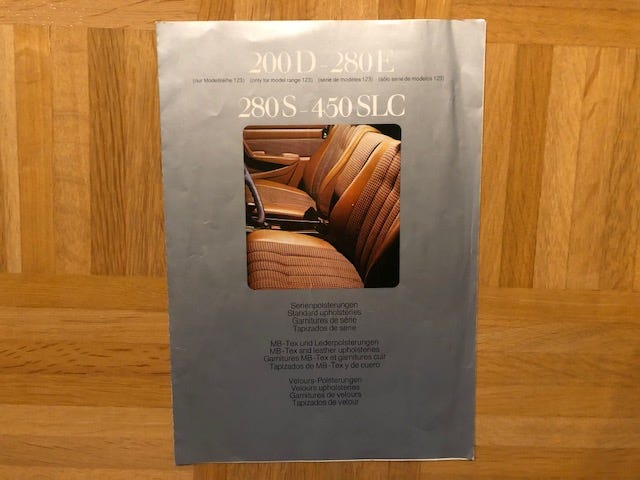 200 D – 280 E
(nur Modellreihe 123) (only for model range 123) (série de modèles 123) (sólo serie de modelos 123)
280 S – 450 SLC
Serienpolsterungen
Standard upholsteries
Garnitures de série
Tapizados de serie
MB-Tex und Lederpolsterungen
MB-Tex and leather upholsteries
Garnitures MB-Tex et garnitures cuir
Tapizados de MB-Tex y de cuero
Velours-Polsterungen
Velours upholsteries
Garnitures de velours
Tapizados de velour